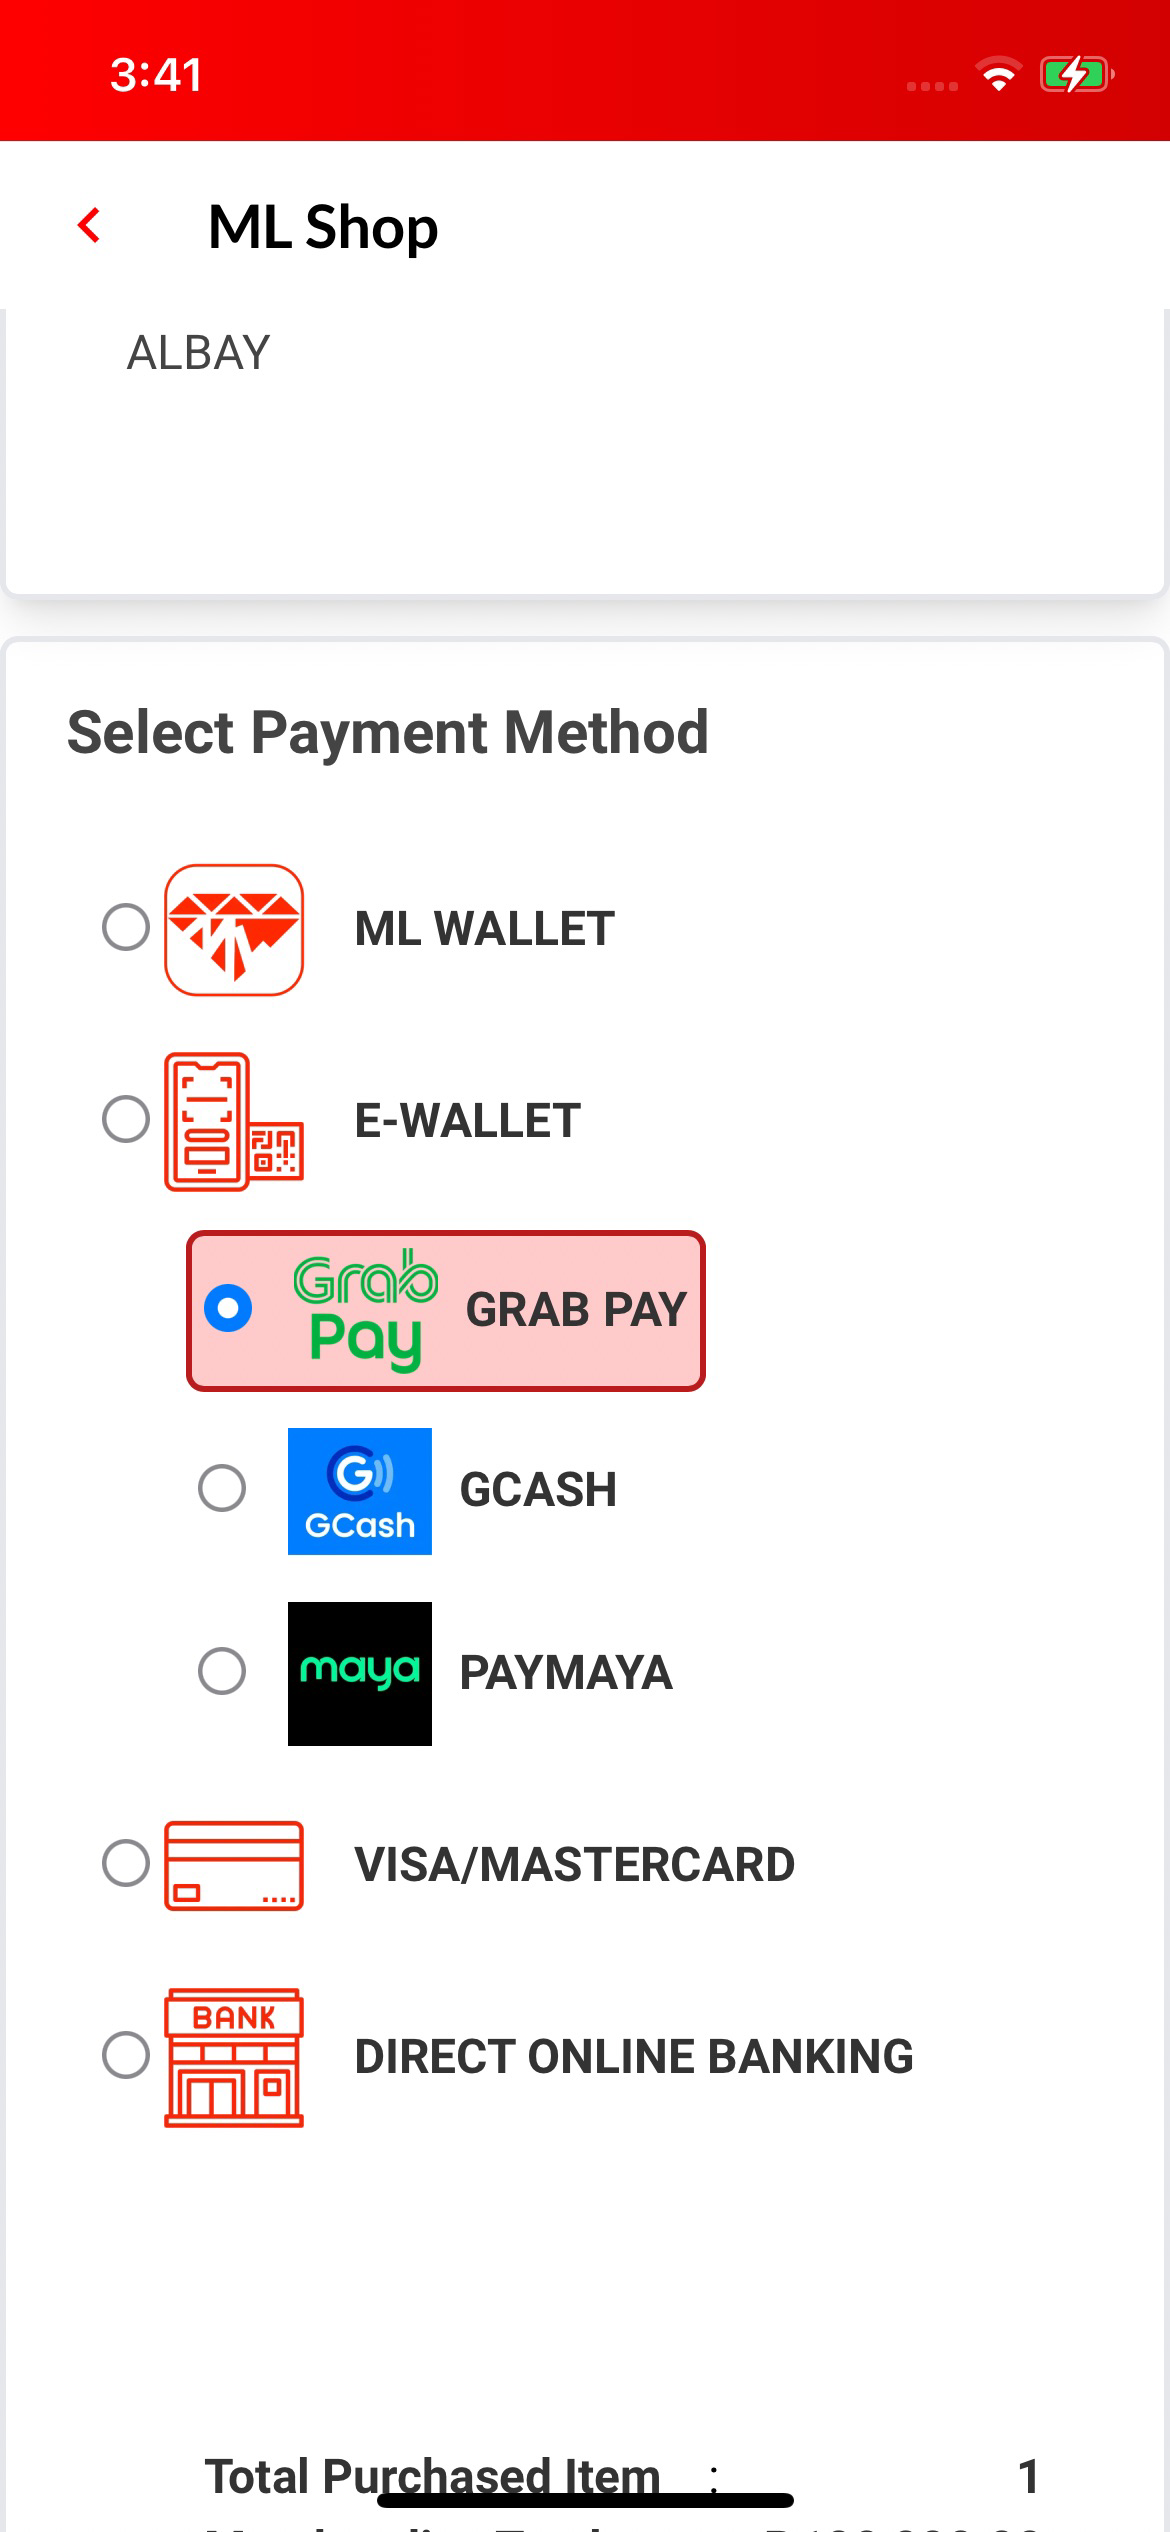 3:41
ML Shop
ALBAY
Select Payment Method
ML WALLET
E-WALLET
Grab
Pay
GRAB PAY
G
GCash
GCASH
maya
PAYMAYA
VISA/MASTERCARD
BANK
DIRECT ONLINE BANKING
Total Purchased Item : 1